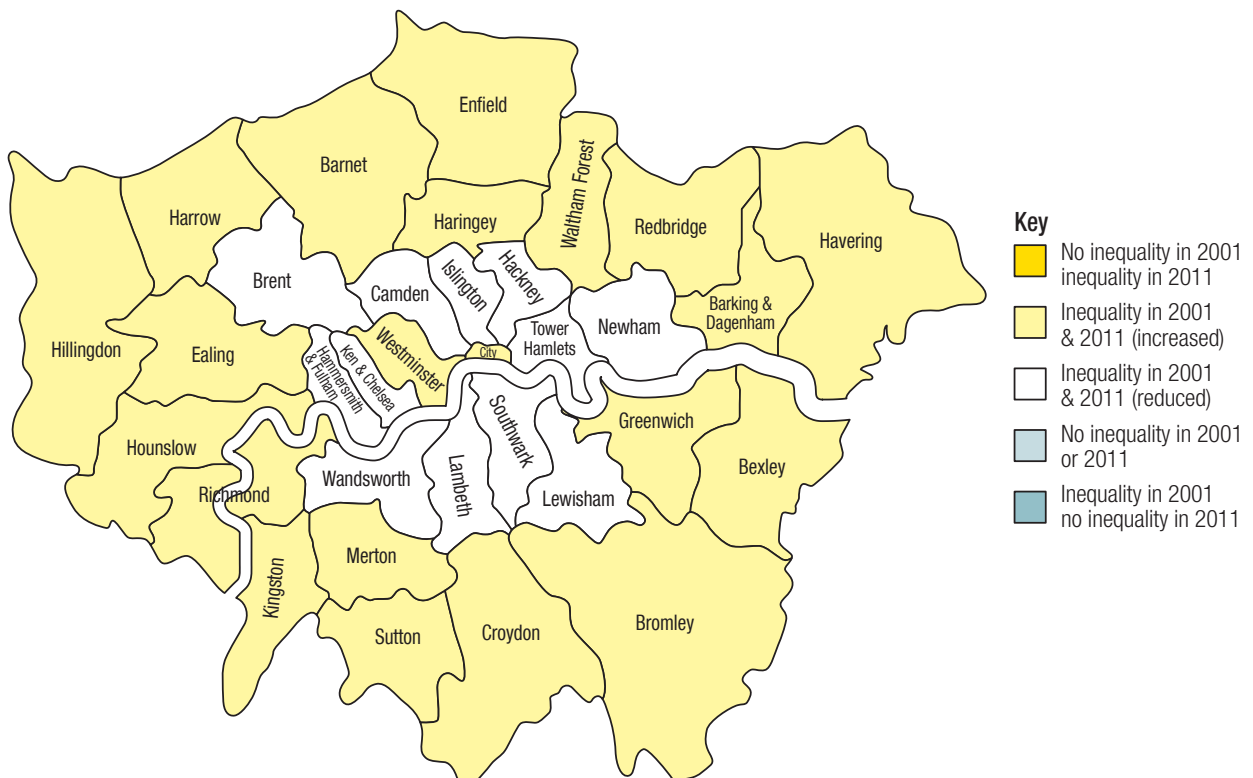 Enfield
Barnet
Waltham Forest
Harrow
Haringey
Redbridge
Havering
Brent
Camden
Islington
Hackney
Newham
Barking &
Dagenham
Tower
Hamlets
Hillingdon
Ealing
Hammersmith
& Fulham
Ken & Chelsea
Westminster
City
Hounslow
Greenwich
Bexley
Southwark
Richmond
Wandsworth
Lambeth
Lewisham
Merton
Kingston
Sutton
Croydon
Bromley
Key
No inequality in 2001
inequality in 2011
Inequality in 2001
& 2011 (increased)
Inequality in 2001
& 2011 (reduced)
No inequality in 2001
or 2011
Inequality in 2001
no inequality in 2011